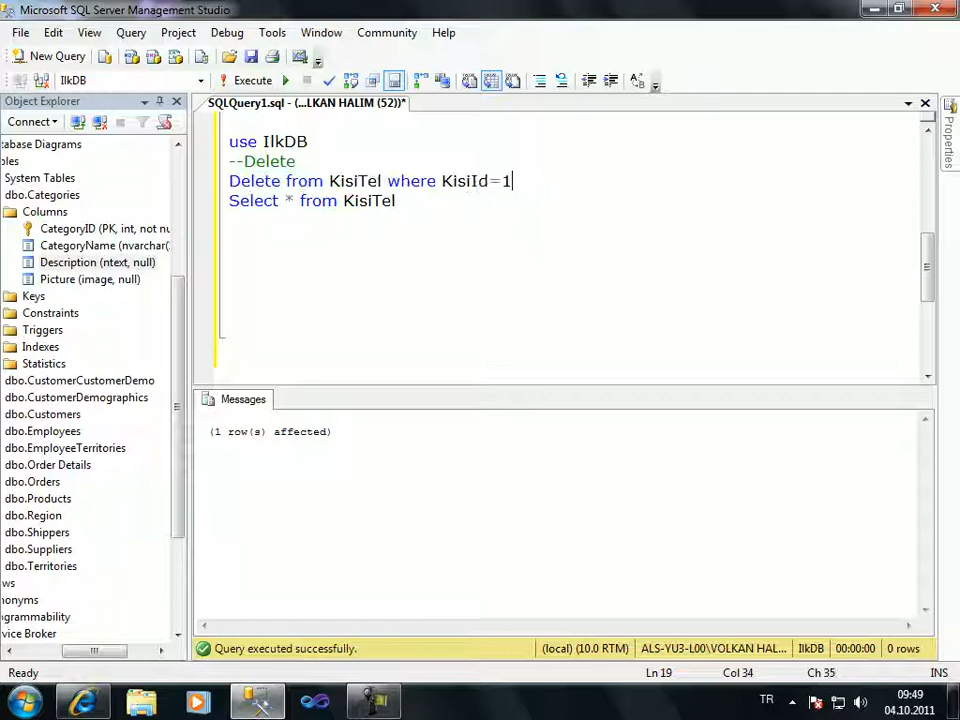 Microsoft SQL Server Management Studio
File Edit View Query Project Debug Tools Window Community Help
New Query
IlkDB Execute
Object Explorer
SQLQuery1.sql - (...LKAN HALIM (52))*
Connect
Properties
tabase Diagrams
bles
System Tables
dbo.Categories
Columns
CategoryID (PK, int, not nu
CategoryName (nvarchar(
Description (ntext, null)
Picture (image, null)
Keys
Constraints
Triggers
Indexes
Statistics
dbo.CustomerCustomerDemo
dbo.CustomerDemographics
dbo.Customers
dbo.Employees
dbo.EmployeeTerritories
dbo.Order Details
dbo.Orders
dbo.Products
dbo.Region
dbo.Shippers
dbo.Suppliers
dbo.Territories
ws
nonyms
ogrammability
vice Broker
use IlkDB
--Delete
Delete from KisiTel where KisiId=1
Select * from KisiTel
Messages
(1 row(s) affected)
Query executed successfully. (local) (10.0 RTM) ALS-YU3-L00\VOLKAN HAL... IlkDB 00:00:00 0 rows
Ready Ln 19 Col 34 Ch 35 INS
TR 09:49
04.10.2011